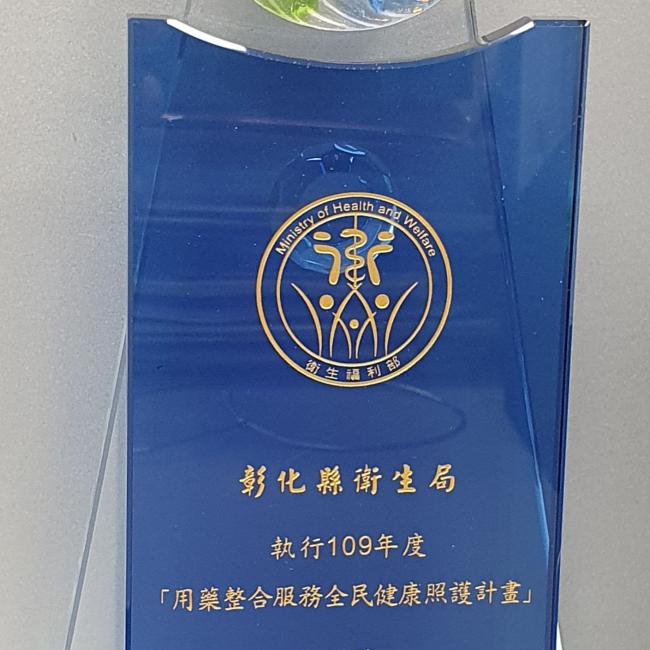 Ministry of Health and Welfare
衛生福利部
彰化縣衛生局
執行109年度
「用藥整合服務全民健康照護計畫」